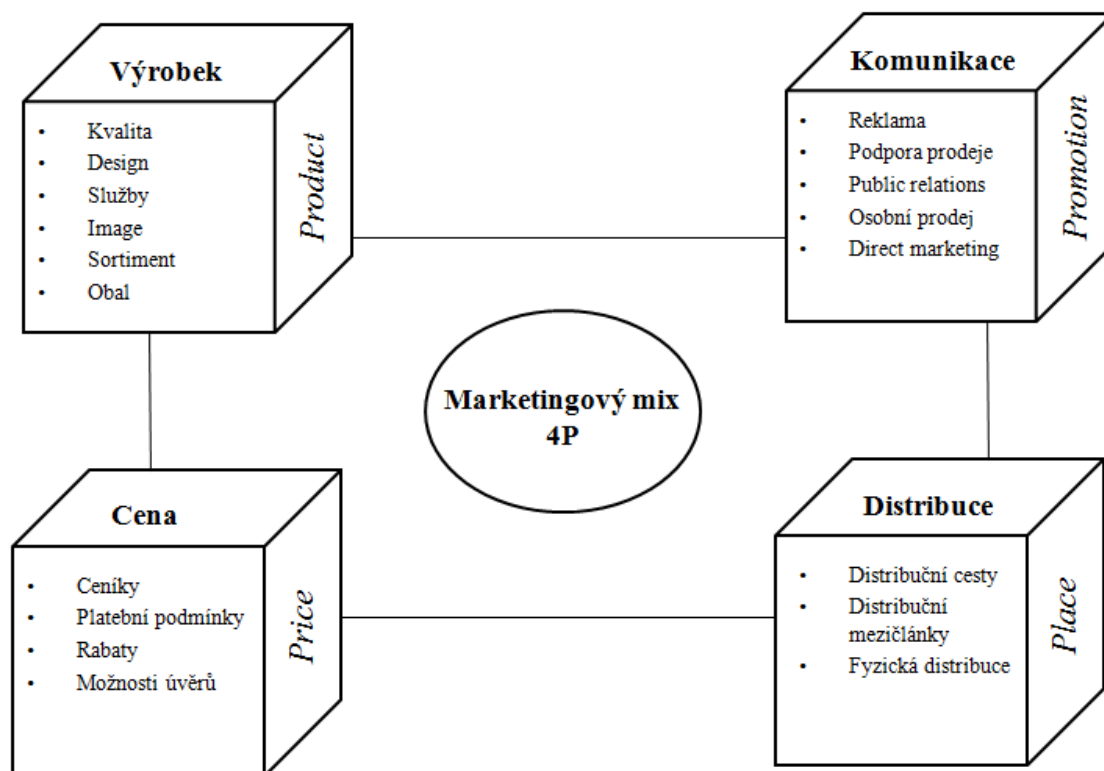 Výrobek
Kvalita
Design
Služby
Image
Sortiment
Obal
Product
Komunikace
Reklama
Podpora prodeje
Public relations
Osobní prodej
Direct marketing
Promotion
Marketingový mix
4P
Cena
Ceníky
Platební podmínky
Rabaty
Možnosti úvěrů
Price
Distribuce
Distribuční cesty
Distribuční
mezičlánky
Fyzická distribuce
Place